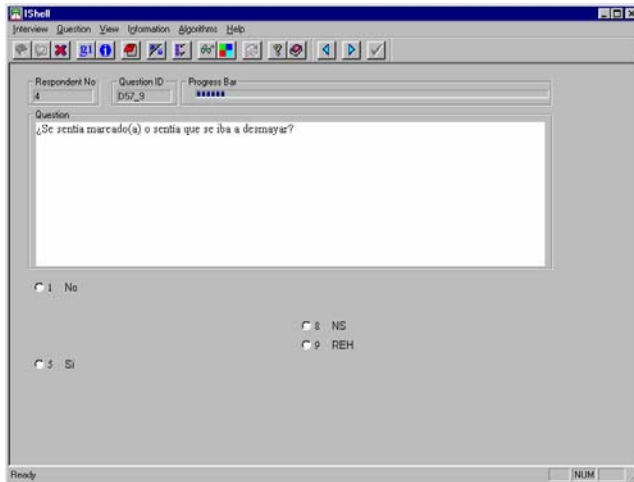 IShell
Interview Question View Information Algorithms Help
gi
Respondent No Question ID Progress Bar
4 D57_9
Question
¿Se sentía mareado(a) o sentía que se iba a desmayar?
1 No
8 NS
9 REH
5 Sí
Ready NUM